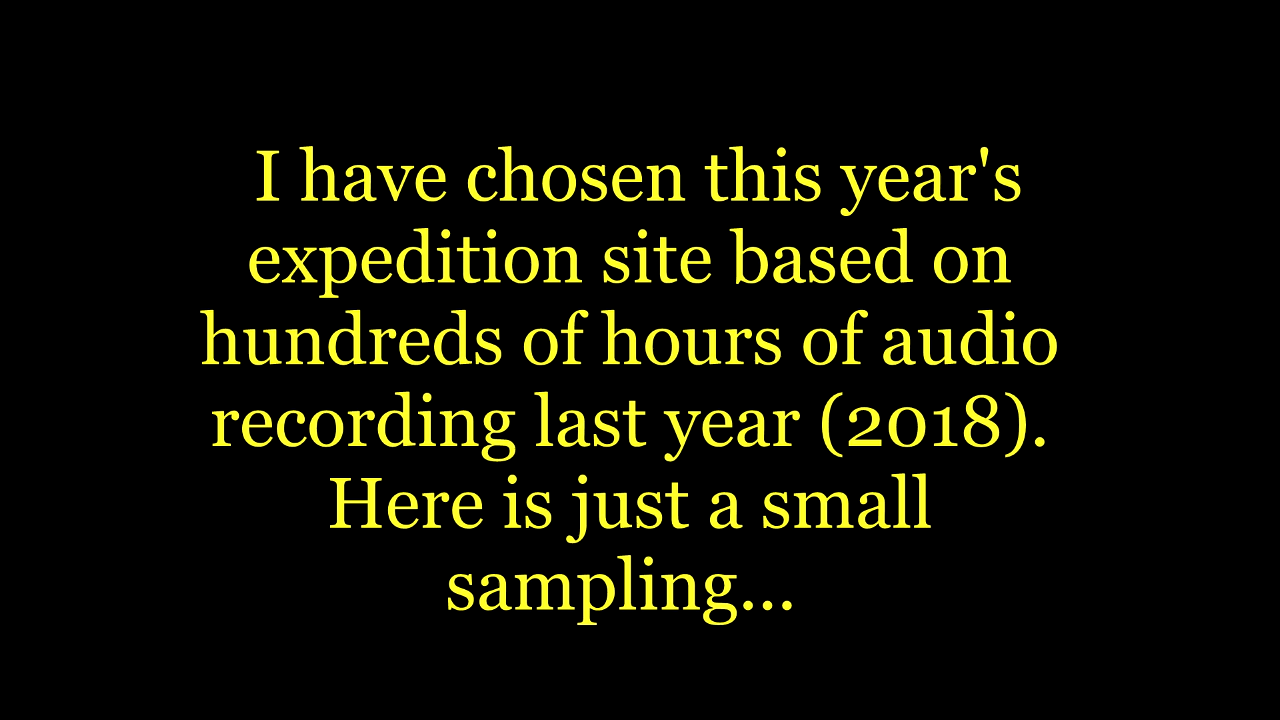 I have chosen this year's
expedition site based on
hundreds of hours of audio
recording last year (2018).
Here is just a small
sampling...